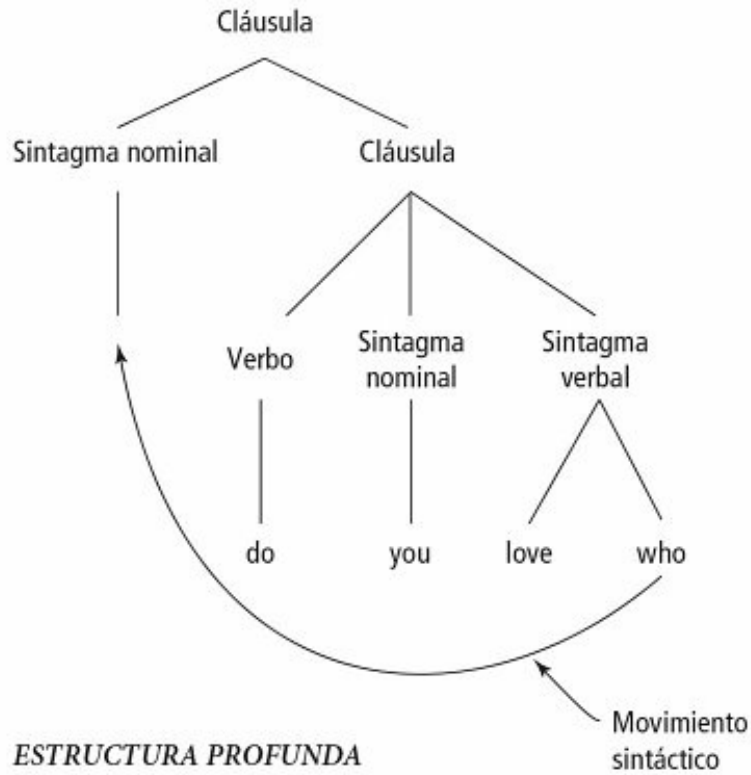 Cláusula
Sintagma nominal
Cláusula
Verbo
Sintagma
nominal
Sintagma
verbal
do
you
love
who
Movimiento
sintáctico
ESTRUCTURA PROFUNDA